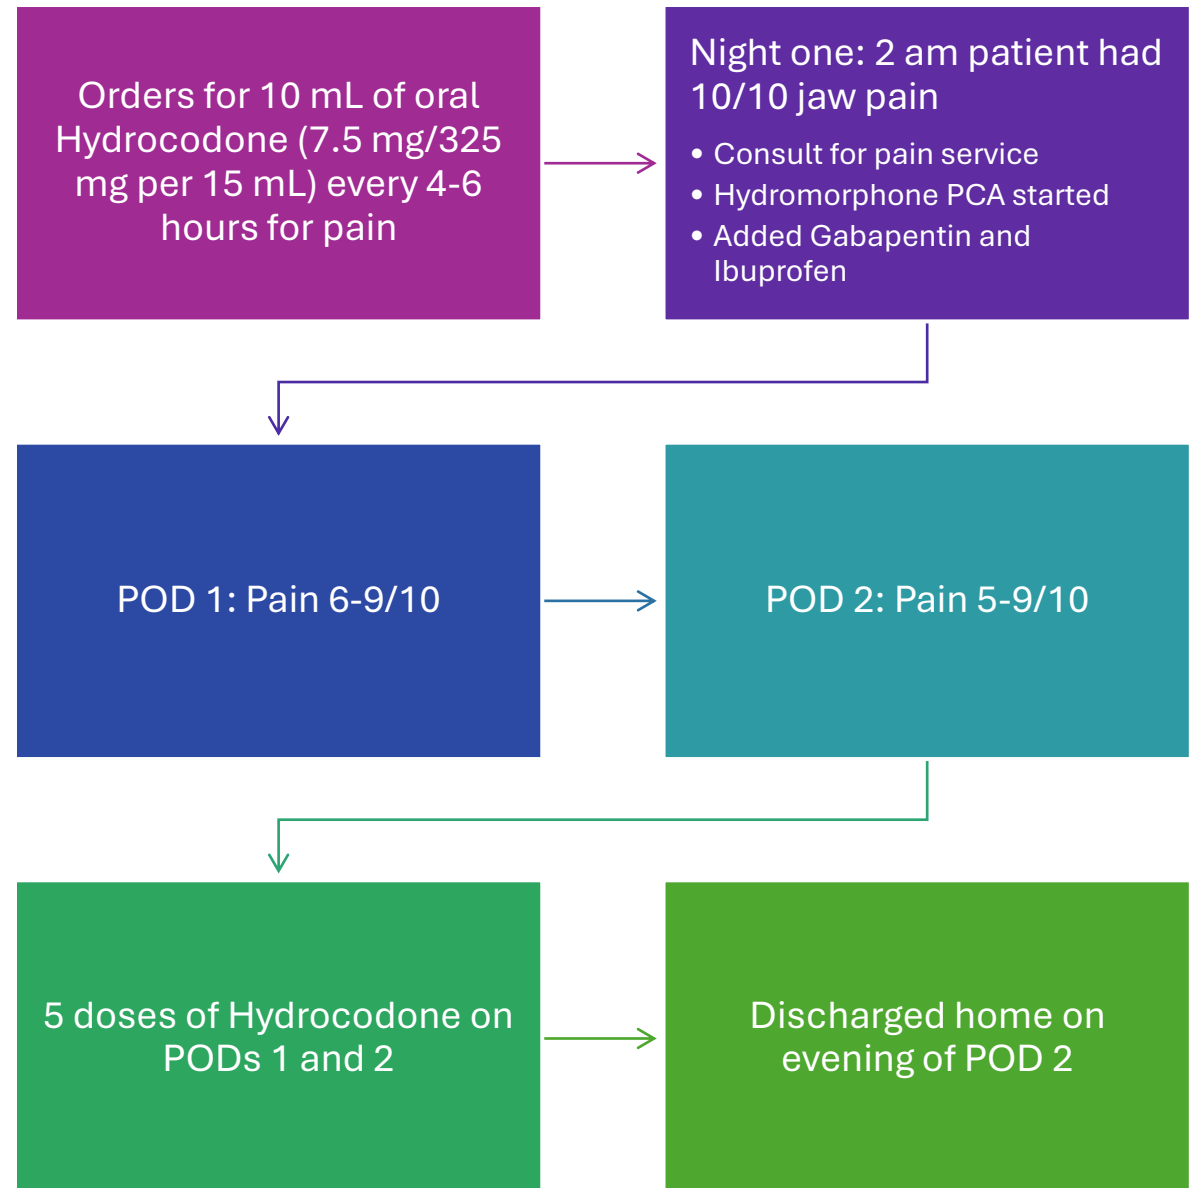 Orders for 10 mL of oral
Hydrocodone (7.5 mg/325
mg per 15 mL) every 4-6
hours for pain
Night one: 2 am patient had
10/10 jaw pain
• Consult for pain service
• Hydromorphone PCA started
• Added Gabapentin and
Ibuprofen
POD 1: Pain 6-9/10
POD 2: Pain 5-9/10
5 doses of Hydrocodone on
PODs 1 and 2
Discharged home on
evening of POD 2